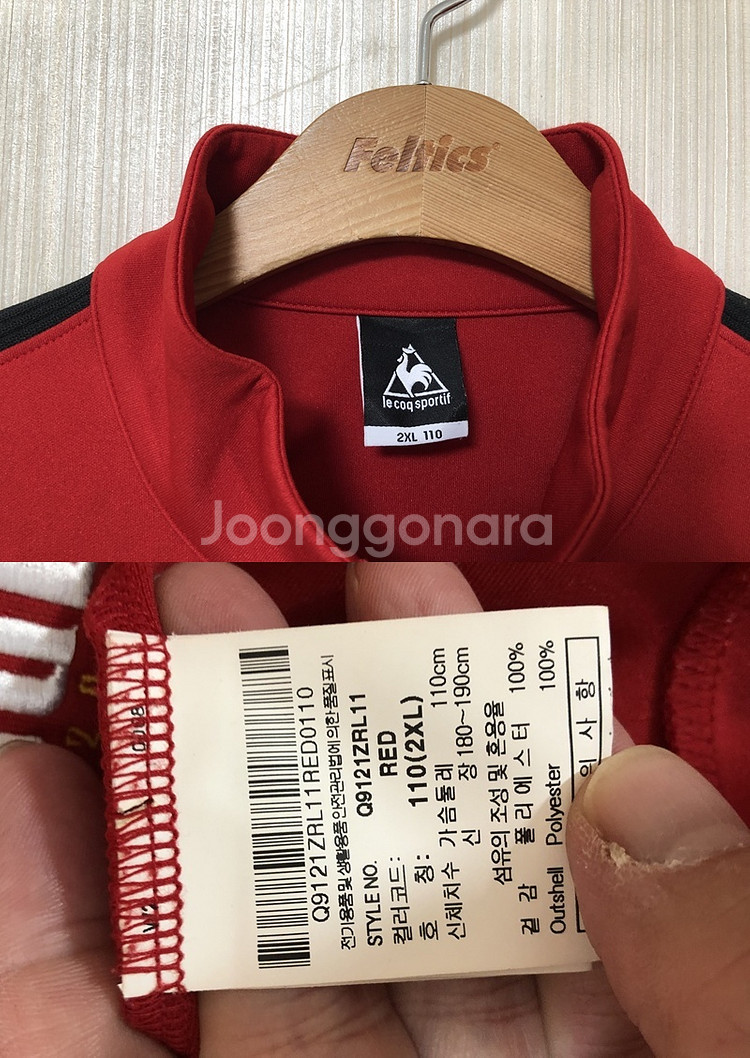 Feltics
le coq sportif
2XL 110
Joonggonara
Q9121ZRL11RED0110
전기용품및 생활용품 안전관리법에 의한 품질표시
STYLE NO. Q9121ZRL11
컬러코드: RED
호 칭: 110(2XL)
신체치수 가슴둘레 110cm
신 장 180~190cm
섬유의 조성 및 혼용율
겉 감 폴리에스터 100%
Outshell Polyester 100%
사 항